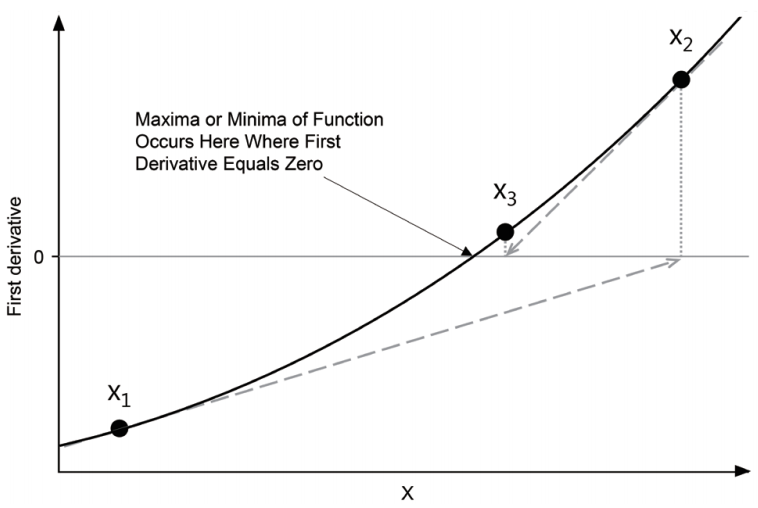 x2
Maxima or Minima of Function
Occurs Here Where First
Derivative Equals Zero
x3
First derivative
0
x1
X